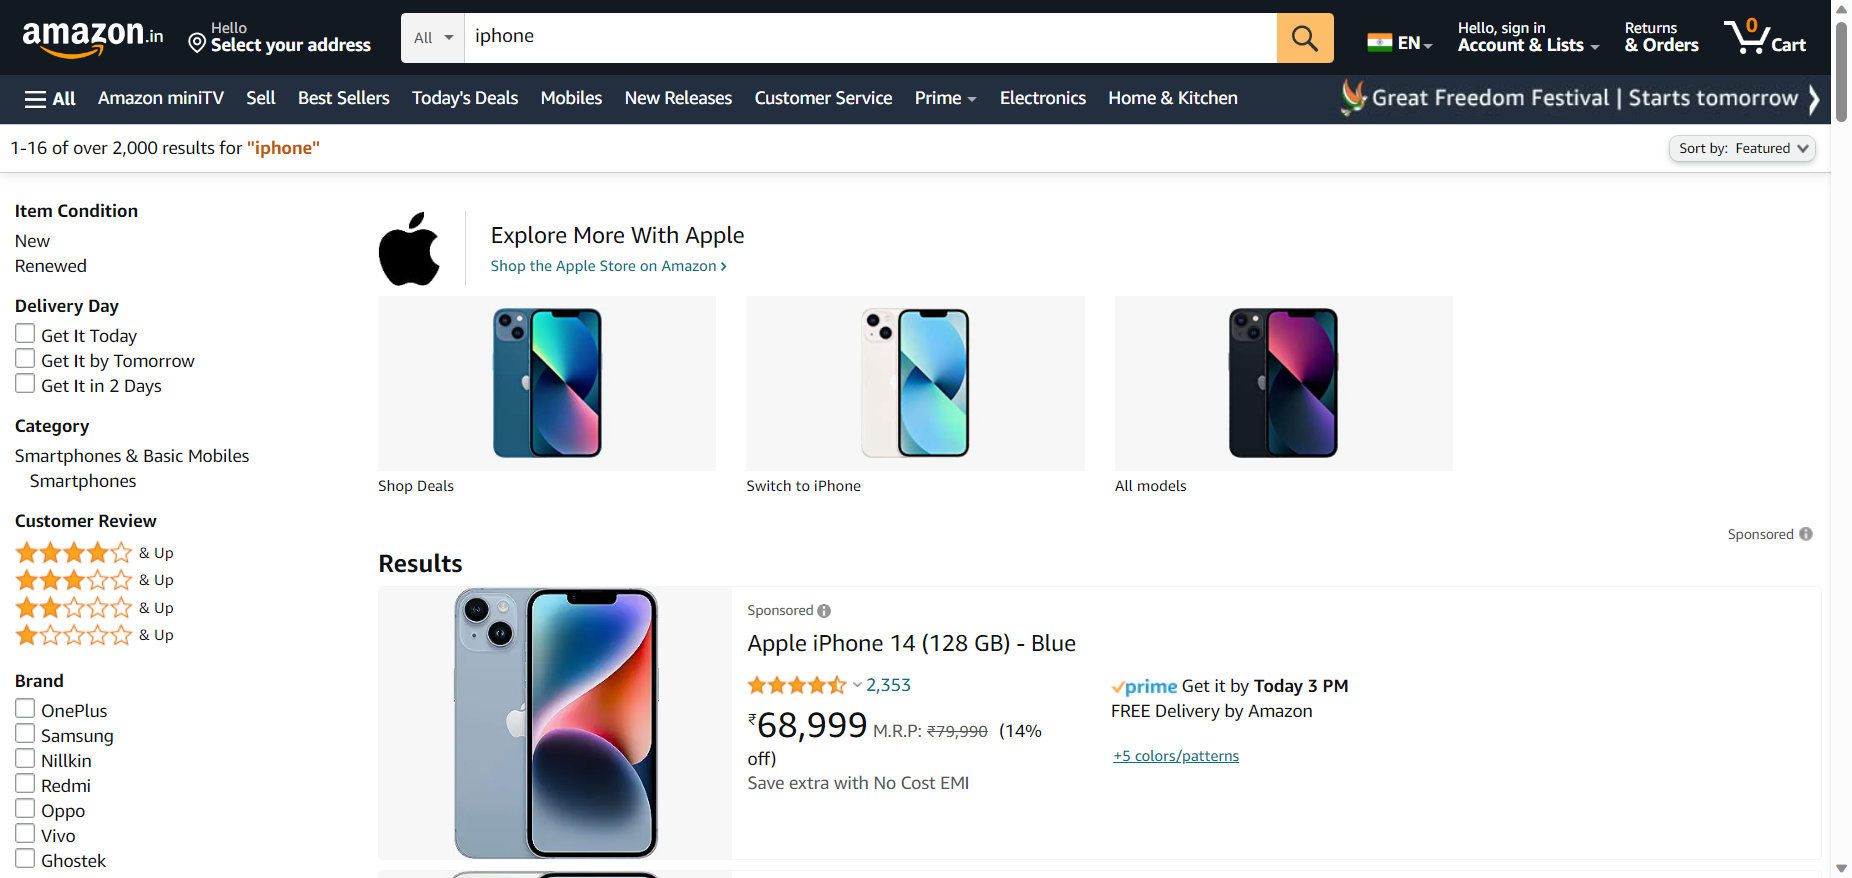 amazon.in
Hello
Select your address
All
iphone
EN
Hello, sign in
Account & Lists
Returns
& Orders
0
Cart
All
Amazon miniTV
Sell
Best Sellers
Today's Deals
Mobiles
New Releases
Customer Service
Prime
Electronics
Home & Kitchen
Great Freedom Festival | Starts tomorrow
1-16 of over 2,000 results for "iphone"
Sort by: Featured
Item Condition
New
Renewed
Delivery Day
Get It Today
Get It by Tomorrow
Get It in 2 Days
Category
Smartphones & Basic Mobiles
Smartphones
Customer Review
& Up
& Up
& Up
& Up
Brand
OnePlus
Samsung
Nillkin
Redmi
Oppo
Vivo
Ghostek
Explore More With Apple
Shop the Apple Store on Amazon ›
Shop Deals
Switch to iPhone
All models
Sponsored
Results
Sponsored
Apple iPhone 14 (128 GB) - Blue
2,353
₹68,999 M.R.P: ₹79,990 (14%
off)
Save extra with No Cost EMI
prime Get it by Today 3 PM
FREE Delivery by Amazon
+5 colors/patterns